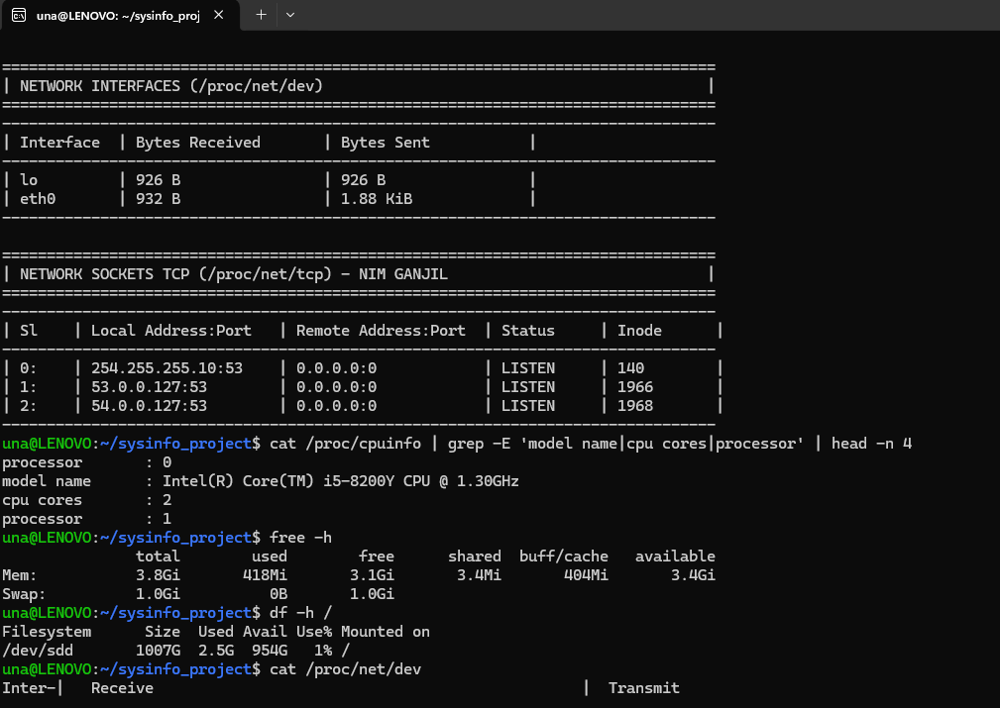 una@LENOVO: ~/sysinfo_proj
================================================================================
| NETWORK INTERFACES (/proc/net/dev)                                           |
================================================================================
--------------------------------------------------------------------------------
| Interface  | Bytes Received       | Bytes Sent           |
--------------------------------------------------------------------------------
| lo         | 926 B                | 926 B                |
| eth0       | 932 B                | 1.88 KiB             |
--------------------------------------------------------------------------------
================================================================================
| NETWORK SOCKETS TCP (/proc/net/tcp) - NIM GANJIL                             |
================================================================================
--------------------------------------------------------------------------------
| Sl    | Local Address:Port   | Remote Address:Port  | Status     | Inode      |
--------------------------------------------------------------------------------
| 0:    | 254.255.255.10:53    | 0.0.0.0:0            | LISTEN     | 140        |
| 1:    | 53.0.0.127:53        | 0.0.0.0:0            | LISTEN     | 1966       |
| 2:    | 54.0.0.127:53        | 0.0.0.0:0            | LISTEN     | 1968       |
--------------------------------------------------------------------------------
una@LENOVO:~/sysinfo_project$ cat /proc/cpuinfo | grep -E 'model name|cpu cores|processor' | head -n 4
processor       : 0
model name      : Intel(R) Core(TM) i5-8200Y CPU @ 1.30GHz
cpu cores       : 2
processor       : 1
una@LENOVO:~/sysinfo_project$ free -h
               total        used        free      shared  buff/cache   available
Mem:           3.8Gi       418Mi       3.1Gi       3.4Mi       404Mi       3.4Gi
Swap:          1.0Gi          0B       1.0Gi
una@LENOVO:~/sysinfo_project$ df -h /
Filesystem      Size  Used Avail Use% Mounted on
/dev/sdd       1007G  2.5G  954G   1% /
una@LENOVO:~/sysinfo_project$ cat /proc/net/dev
Inter-|   Receive                                                |  Transmit